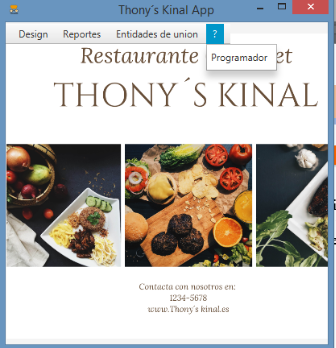 Thony´s Kinal App
Design Reportes Entidades de union ?
Programador
Restaurante et
THONY´S KINAL
Contacta con nosotros en:
1234-5678
www.Thony´s kinal.es